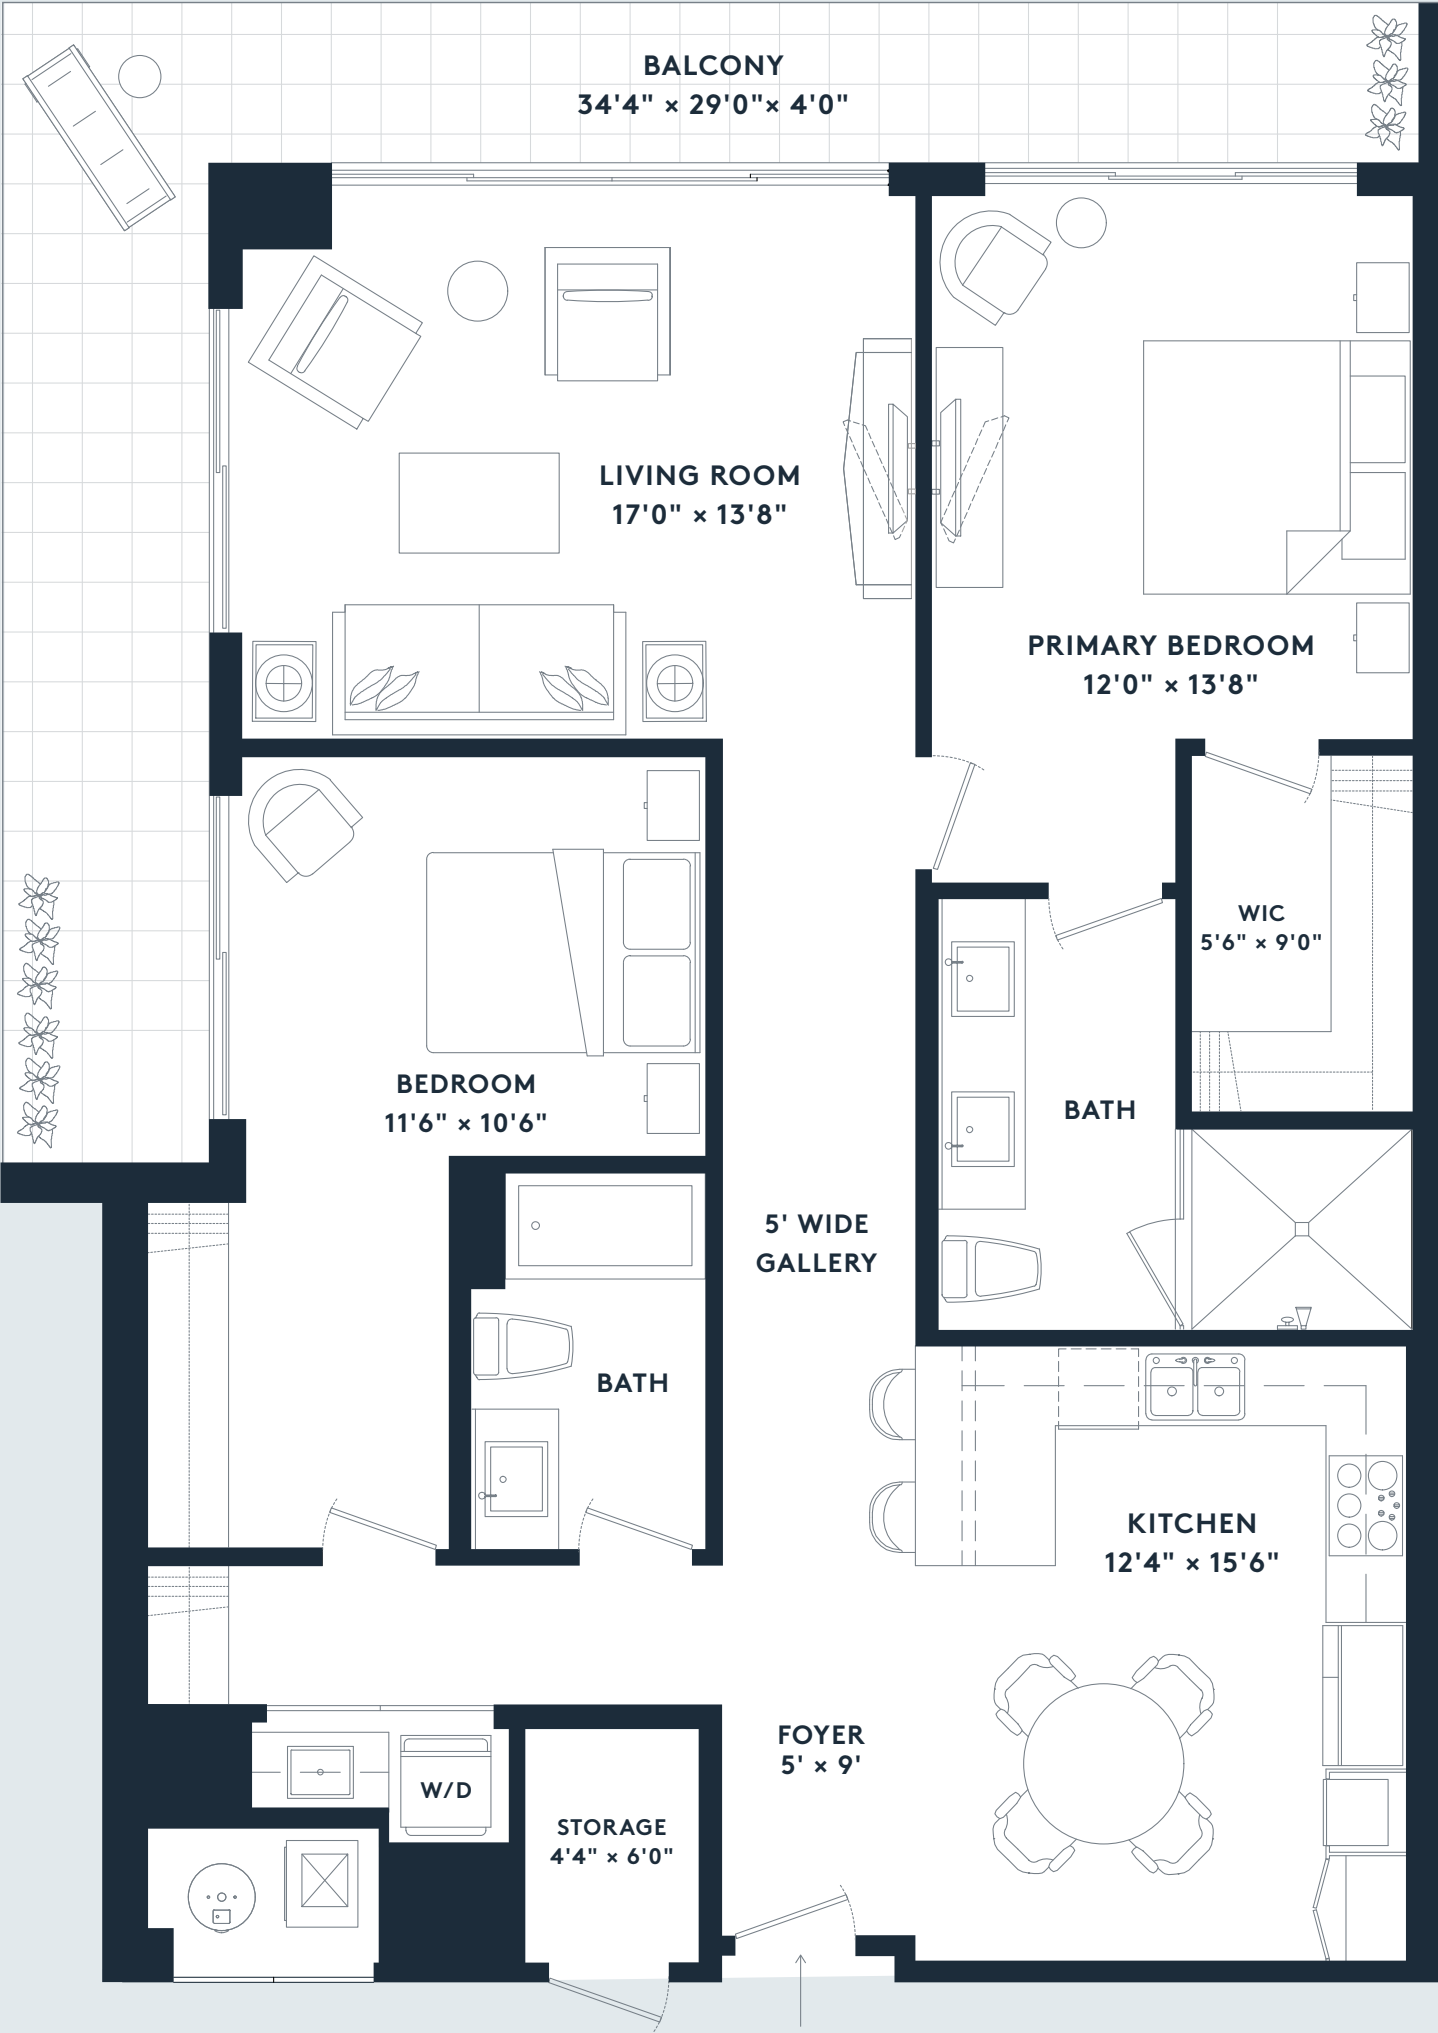 BALCONY
34'4" × 29'0"× 4'0"
LIVING ROOM
17'0" × 13'8"
PRIMARY BEDROOM
12'0" × 13'8"
WIC
5'6" × 9'0"
BEDROOM
11'6" × 10'6"
BATH
5' WIDE
GALLERY
BATH
KITCHEN
12'4" × 15'6"
FOYER
5' × 9'
W/D
STORAGE
4'4" × 6'0"